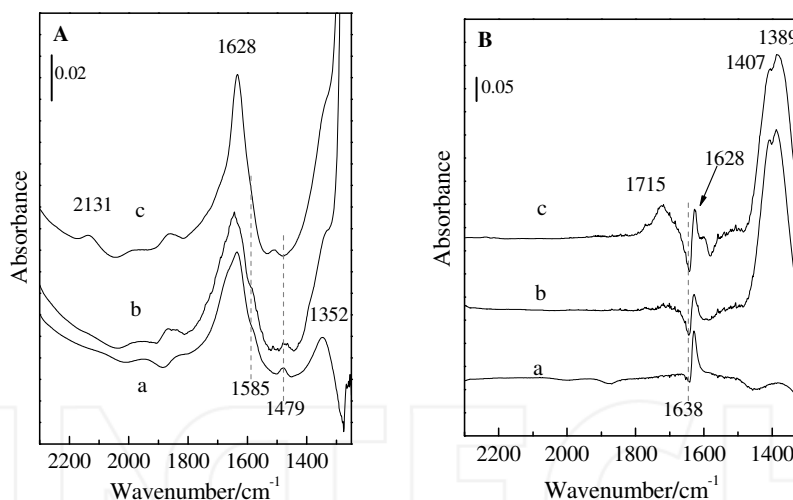 A
1628
0.02
2131
c
b
1352
a
1585
1479
Absorbance
2200 2000 1800 1600 1400
Wavenumber/cm-1
B
1389
1407
0.05
1628
1715
c
b
a
1638
Absorbance
2200 2000 1800 1600 1400
Wavenumber/cm-1